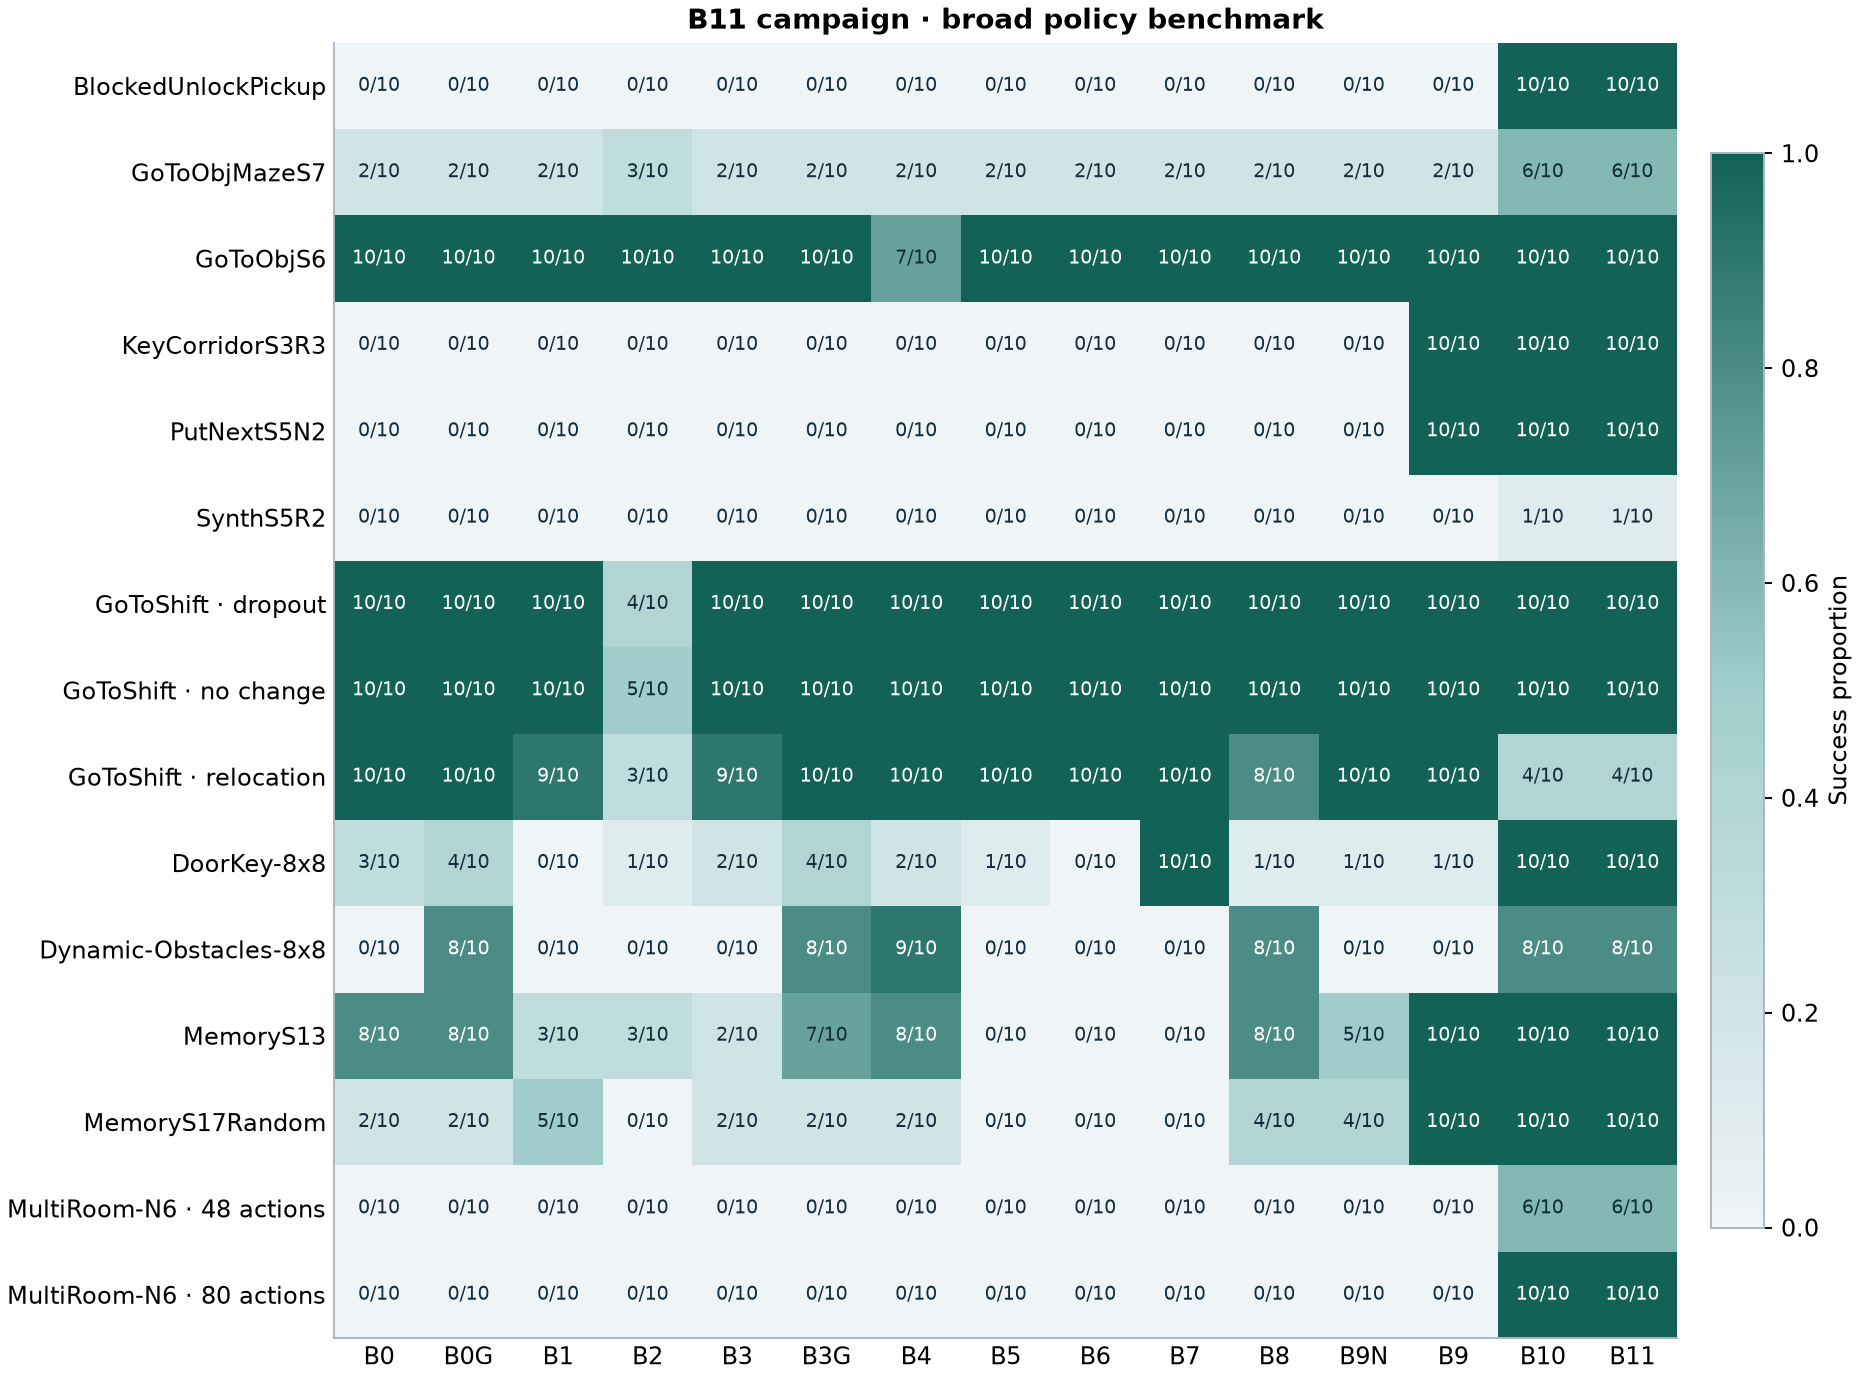 B11 campaign · broad policy benchmark
BlockedUnlockPickup 0/10 0/10 0/10 0/10 0/10 0/10 0/10 0/10 0/10 0/10 0/10 0/10 0/10 10/10 10/10
GoToObjMazeS7 2/10 2/10 2/10 3/10 2/10 2/10 2/10 2/10 2/10 2/10 2/10 2/10 2/10 6/10 6/10
GoToObjS6 10/10 10/10 10/10 10/10 10/10 10/10 7/10 10/10 10/10 10/10 10/10 10/10 10/10 10/10 10/10
KeyCorridorS3R3 0/10 0/10 0/10 0/10 0/10 0/10 0/10 0/10 0/10 0/10 0/10 0/10 10/10 10/10 10/10
PutNextS5N2 0/10 0/10 0/10 0/10 0/10 0/10 0/10 0/10 0/10 0/10 0/10 0/10 10/10 10/10 10/10
SynthS5R2 0/10 0/10 0/10 0/10 0/10 0/10 0/10 0/10 0/10 0/10 0/10 0/10 0/10 1/10 1/10
GoToShift · dropout 10/10 10/10 10/10 4/10 10/10 10/10 10/10 10/10 10/10 10/10 10/10 10/10 10/10 10/10 10/10
GoToShift · no change 10/10 10/10 10/10 5/10 10/10 10/10 10/10 10/10 10/10 10/10 10/10 10/10 10/10 10/10 10/10
GoToShift · relocation 10/10 10/10 9/10 3/10 9/10 10/10 10/10 10/10 10/10 10/10 8/10 10/10 10/10 4/10 4/10
DoorKey-8x8 3/10 4/10 0/10 1/10 2/10 4/10 2/10 1/10 0/10 10/10 1/10 1/10 1/10 10/10 10/10
Dynamic-Obstacles-8x8 0/10 8/10 0/10 0/10 0/10 8/10 9/10 0/10 0/10 0/10 8/10 0/10 0/10 8/10 8/10
MemoryS13 8/10 8/10 3/10 3/10 2/10 7/10 8/10 0/10 0/10 0/10 8/10 5/10 10/10 10/10 10/10
MemoryS17Random 2/10 2/10 5/10 0/10 2/10 2/10 2/10 0/10 0/10 0/10 4/10 4/10 10/10 10/10 10/10
MultiRoom-N6 · 48 actions 0/10 0/10 0/10 0/10 0/10 0/10 0/10 0/10 0/10 0/10 0/10 0/10 0/10 6/10 6/10
MultiRoom-N6 · 80 actions 0/10 0/10 0/10 0/10 0/10 0/10 0/10 0/10 0/10 0/10 0/10 0/10 0/10 10/10 10/10
B0 B0G B1 B2 B3 B3G B4 B5 B6 B7 B8 B9N B9 B10 B11
1.0
0.8
0.6
0.4
0.2
0.0
Success proportion